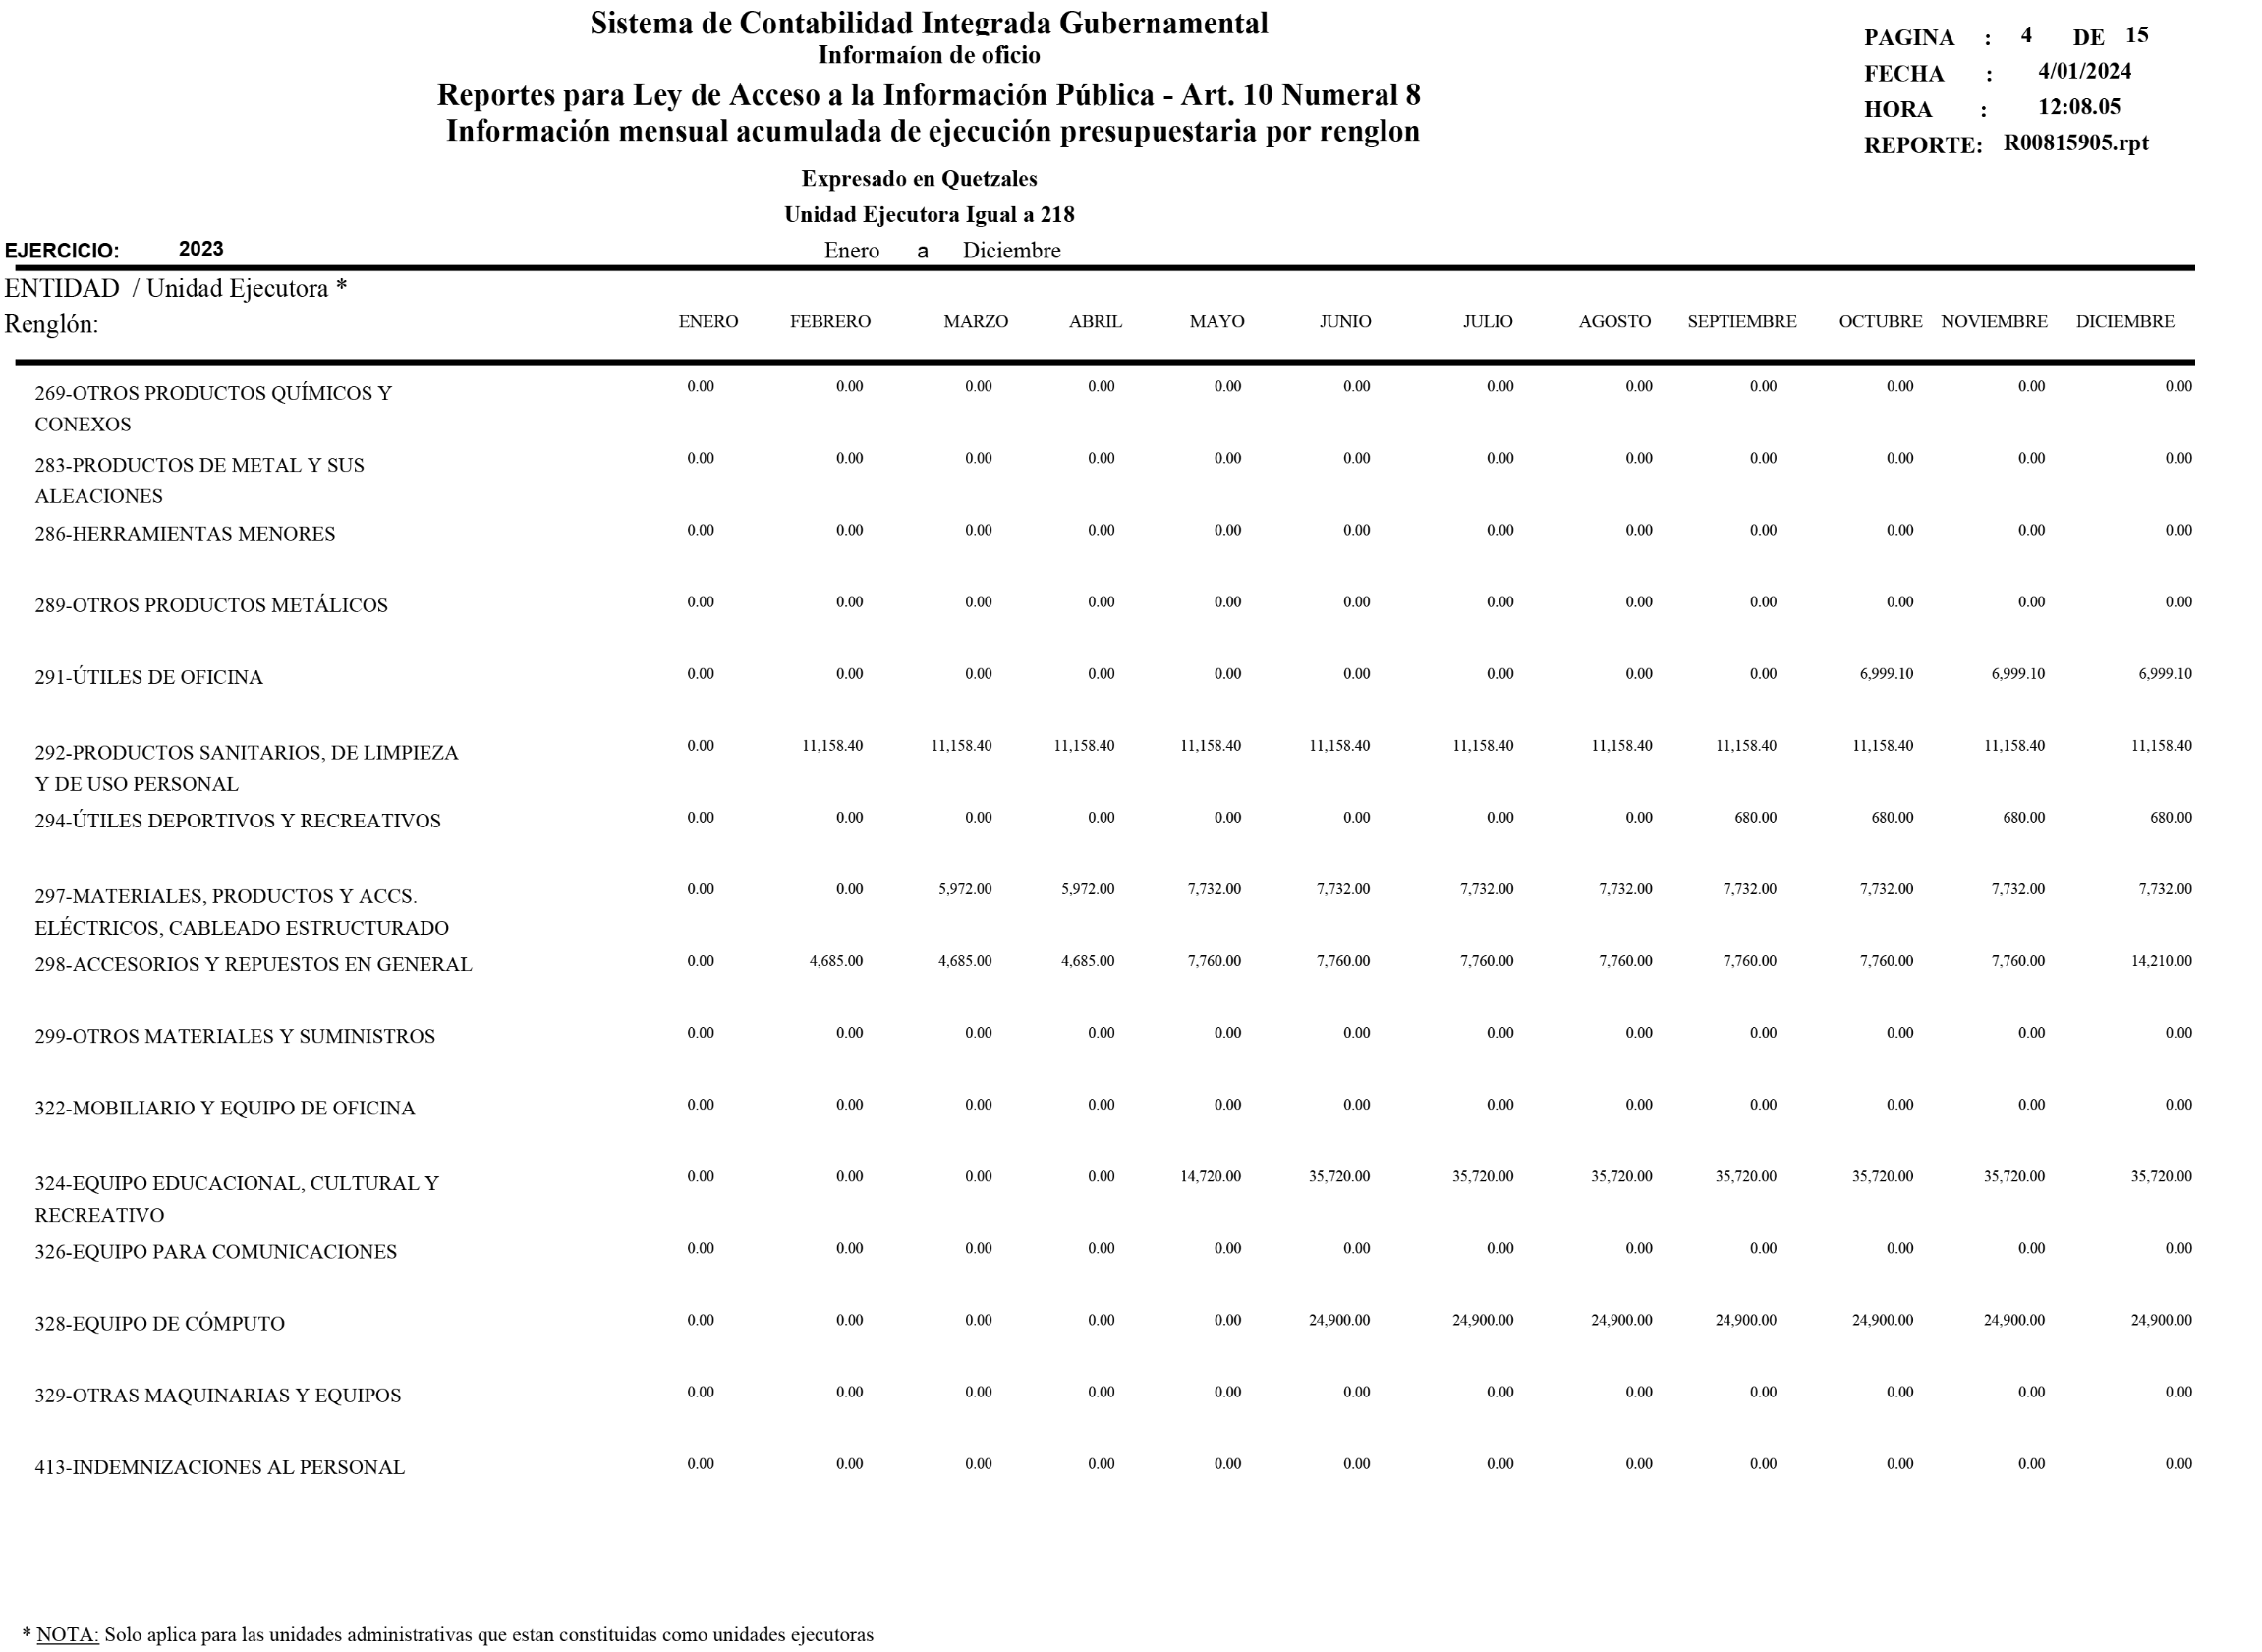 Sistema de Contabilidad Integrada Gubernamental
Informaíon de oficio
Reportes para Ley de Acceso a la Información Pública - Art. 10 Numeral 8
Información mensual acumulada de ejecución presupuestaria por renglon
Expresado en Quetzales
Unidad Ejecutora Igual a 218
PAGINA : 4 DE 15
FECHA : 4/01/2024
HORA : 12:08.05
REPORTE: R00815905.rpt
EJERCICIO: 2023 Enero a Diciembre
ENTIDAD / Unidad Ejecutora *
Renglón: ENERO FEBRERO MARZO ABRIL MAYO JUNIO JULIO AGOSTO SEPTIEMBRE OCTUBRE NOVIEMBRE DICIEMBRE
269-OTROS PRODUCTOS QUÍMICOS Y 0.00 0.00 0.00 0.00 0.00 0.00 0.00 0.00 0.00 0.00 0.00 0.00
CONEXOS
283-PRODUCTOS DE METAL Y SUS 0.00 0.00 0.00 0.00 0.00 0.00 0.00 0.00 0.00 0.00 0.00 0.00
ALEACIONES
286-HERRAMIENTAS MENORES 0.00 0.00 0.00 0.00 0.00 0.00 0.00 0.00 0.00 0.00 0.00 0.00
289-OTROS PRODUCTOS METÁLICOS 0.00 0.00 0.00 0.00 0.00 0.00 0.00 0.00 0.00 0.00 0.00 0.00
291-ÚTILES DE OFICINA 0.00 0.00 0.00 0.00 0.00 0.00 0.00 0.00 0.00 6,999.10 6,999.10 6,999.10
292-PRODUCTOS SANITARIOS, DE LIMPIEZA 0.00 11,158.40 11,158.40 11,158.40 11,158.40 11,158.40 11,158.40 11,158.40 11,158.40 11,158.40 11,158.40 11,158.40
Y DE USO PERSONAL
294-ÚTILES DEPORTIVOS Y RECREATIVOS 0.00 0.00 0.00 0.00 0.00 0.00 0.00 0.00 680.00 680.00 680.00 680.00
297-MATERIALES, PRODUCTOS Y ACCS. 0.00 0.00 5,972.00 5,972.00 7,732.00 7,732.00 7,732.00 7,732.00 7,732.00 7,732.00 7,732.00 7,732.00
ELÉCTRICOS, CABLEADO ESTRUCTURADO
298-ACCESORIOS Y REPUESTOS EN GENERAL 0.00 4,685.00 4,685.00 4,685.00 7,760.00 7,760.00 7,760.00 7,760.00 7,760.00 7,760.00 7,760.00 14,210.00
299-OTROS MATERIALES Y SUMINISTROS 0.00 0.00 0.00 0.00 0.00 0.00 0.00 0.00 0.00 0.00 0.00 0.00
322-MOBILIARIO Y EQUIPO DE OFICINA 0.00 0.00 0.00 0.00 0.00 0.00 0.00 0.00 0.00 0.00 0.00 0.00
324-EQUIPO EDUCACIONAL, CULTURAL Y 0.00 0.00 0.00 0.00 14,720.00 35,720.00 35,720.00 35,720.00 35,720.00 35,720.00 35,720.00 35,720.00
RECREATIVO
326-EQUIPO PARA COMUNICACIONES 0.00 0.00 0.00 0.00 0.00 0.00 0.00 0.00 0.00 0.00 0.00 0.00
328-EQUIPO DE CÓMPUTO 0.00 0.00 0.00 0.00 0.00 24,900.00 24,900.00 24,900.00 24,900.00 24,900.00 24,900.00 24,900.00
329-OTRAS MAQUINARIAS Y EQUIPOS 0.00 0.00 0.00 0.00 0.00 0.00 0.00 0.00 0.00 0.00 0.00 0.00
413-INDEMNIZACIONES AL PERSONAL 0.00 0.00 0.00 0.00 0.00 0.00 0.00 0.00 0.00 0.00 0.00 0.00
* NOTA: Solo aplica para las unidades administrativas que estan constituidas como unidades ejecutoras